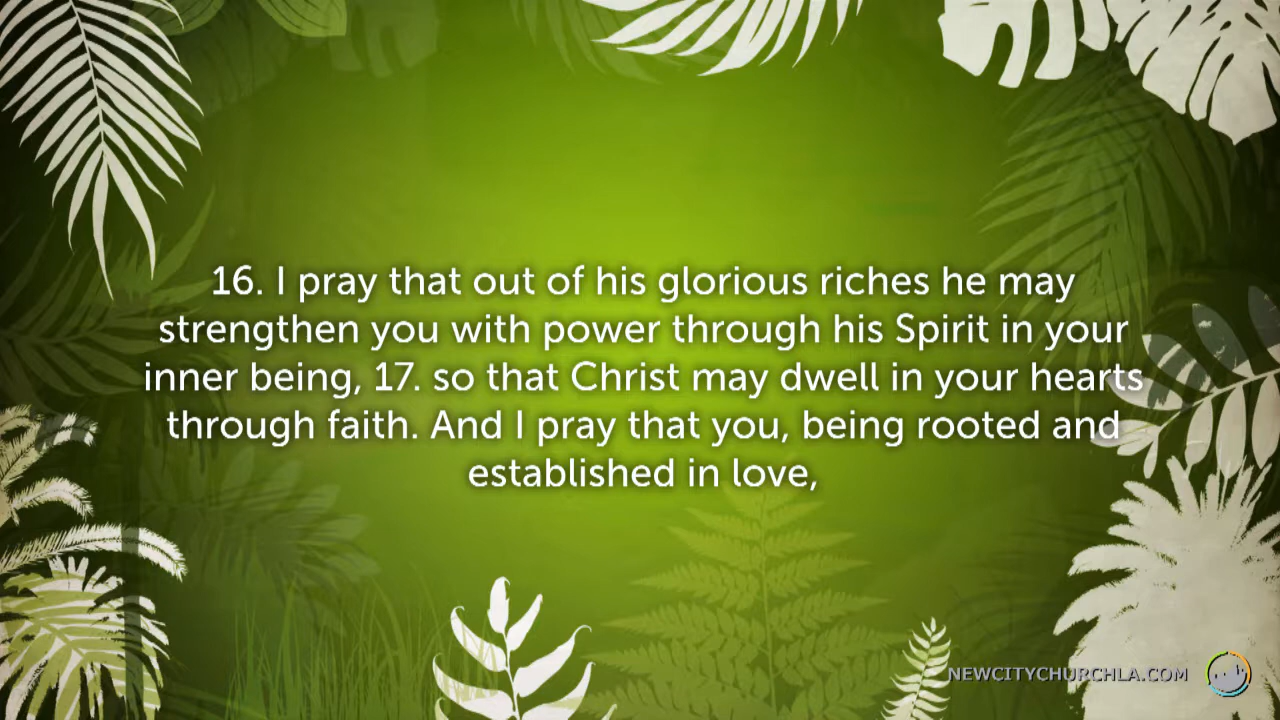 16. I pray that out of his glorious riches he may
strengthen you with power through his Spirit in your
inner being, 17. so that Christ may dwell in your hearts
through faith. And I pray that you, being rooted and
established in love,
NEWCITYCHURCHLA.COM